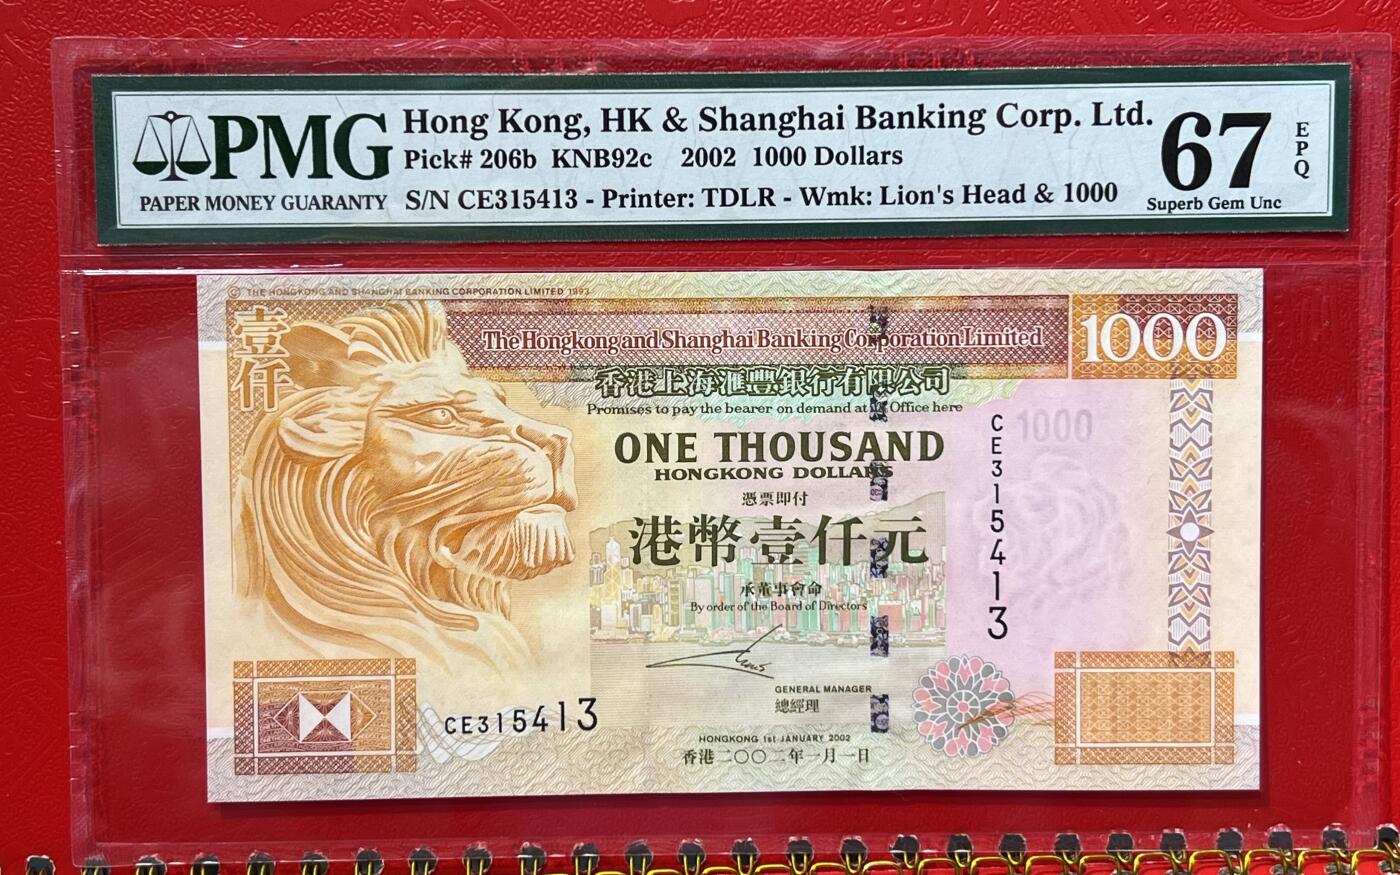 PMG
PAPER MONEY GUARANTY
Hong Kong, HK & Shanghai Banking Corp. Ltd.
Pick# 206b KNB92c 2002 1000 Dollars
S/N CE315413 - Printer: TDLR - Wmk: Lion's Head & 1000
67
EPQ
Superb Gem Unc
© THE HONGKONG AND SHANGHAI BANKING CORPORATION LIMITED 1993
壹仟
The Hongkong and Shanghai Banking Corporation Limited
1000
香港上海滙豐銀行有限公司
Promises to pay the bearer on demand at its Office here
ONE THOUSAND
HONGKONG DOLLARS
憑票即付
港幣壹仟元
承董事會命
By order of the Board of Directors
GENERAL MANAGER
總經理
HONGKONG 1st JANUARY 2002
香港二〇〇二年一月一日
CE315413
CE315413
1000